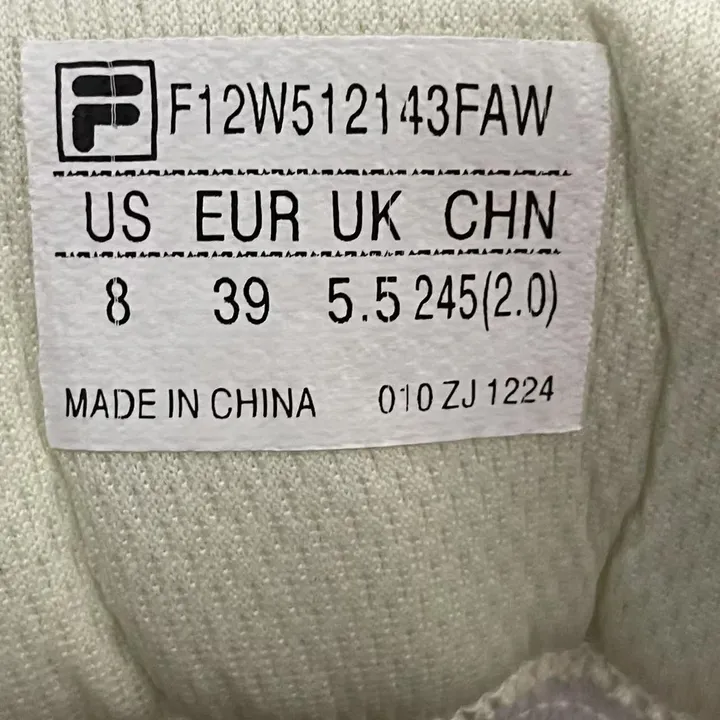 F12W512143FAW
US EUR UK CHN
8 39 5.5 245(2.0)
MADE IN CHINA 010 ZJ 1224